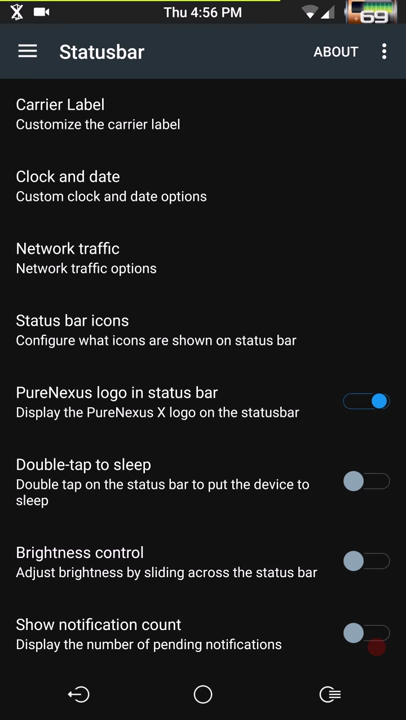 Thu 4:56 PM
69
Statusbar
ABOUT
Carrier Label
Customize the carrier label
Clock and date
Custom clock and date options
Network traffic
Network traffic options
Status bar icons
Configure what icons are shown on status bar
PureNexus logo in status bar
Display the PureNexus X logo on the statusbar
Double-tap to sleep
Double tap on the status bar to put the device to
sleep
Brightness control
Adjust brightness by sliding across the status bar
Show notification count
Display the number of pending notifications